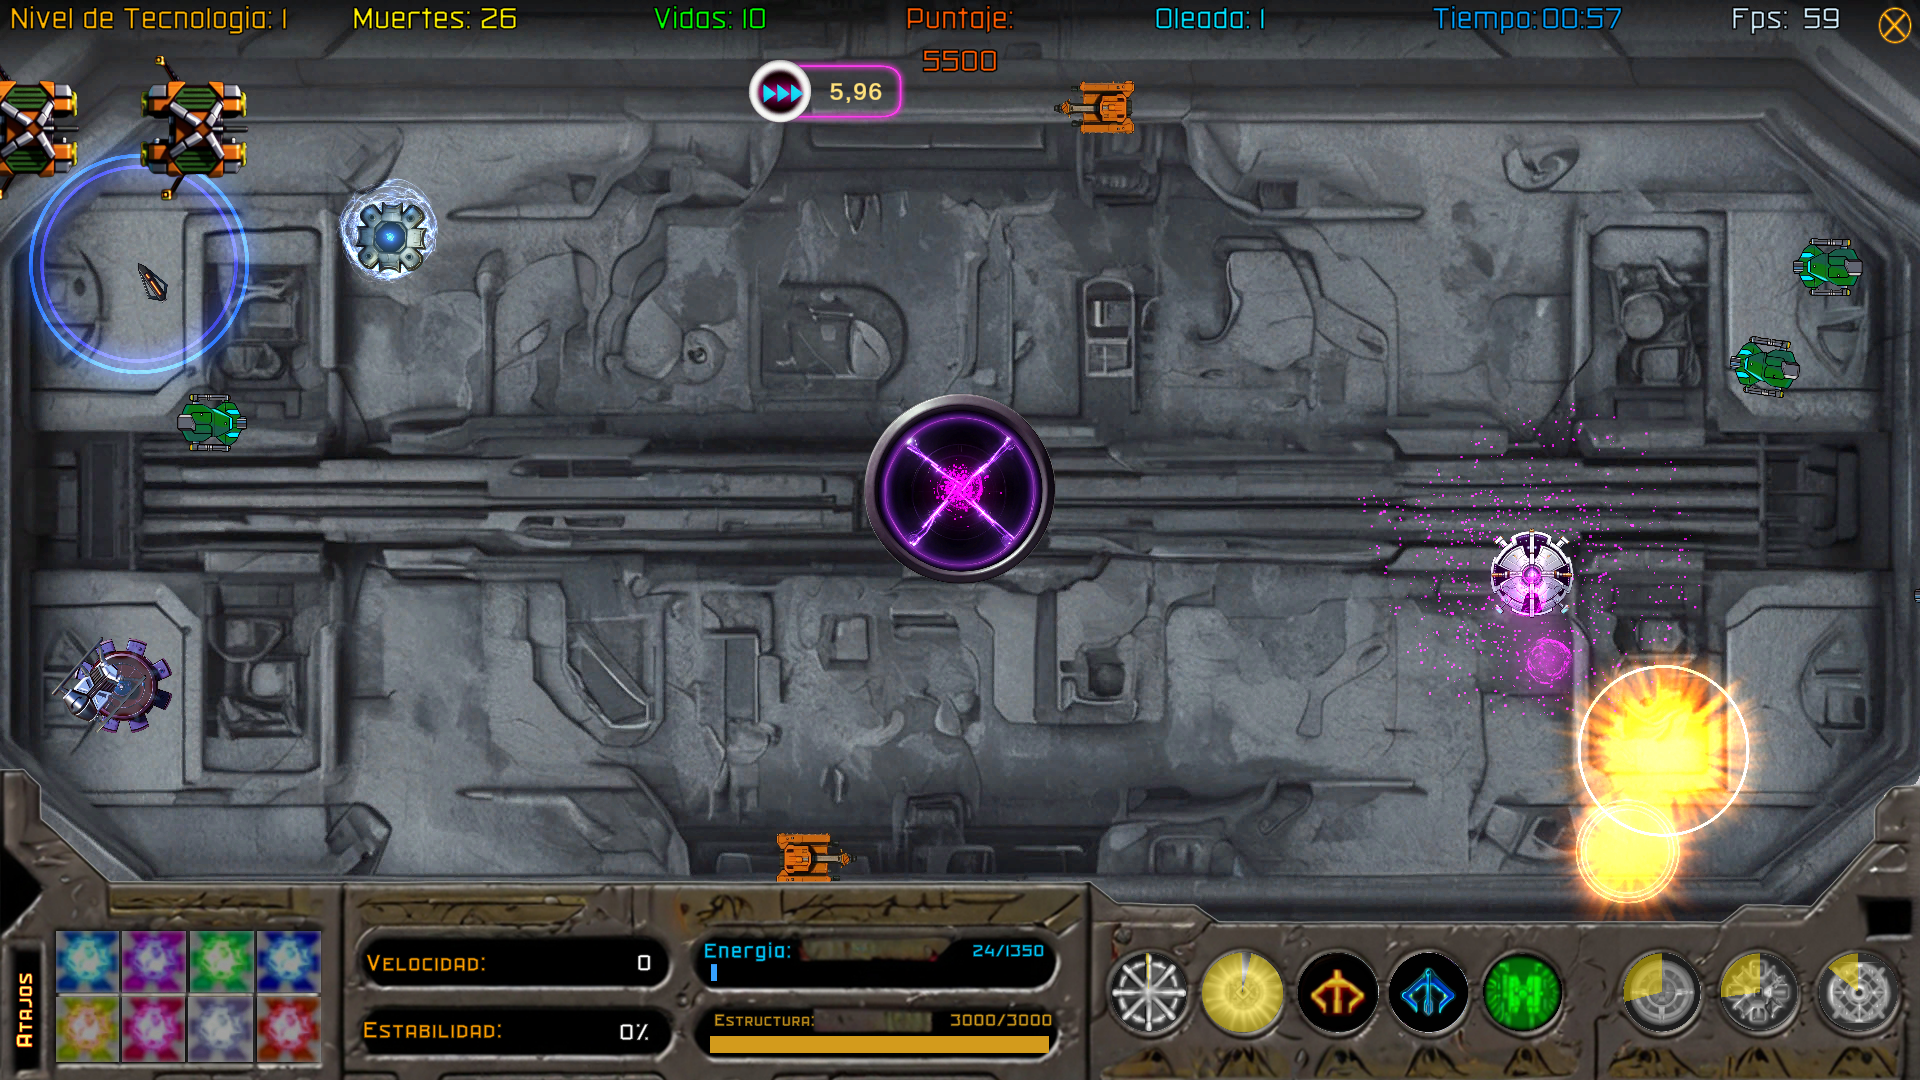 Nivel de Tecnologia: 1
Muertes: 26
Vidas: 10
Puntaje:
5500
Oleada: 1
Tiempo:00:57
Fps: 59
5,96
Atajos
Velocidad: 0
Estabilidad: 0%
Energia: 24/1350
Estructura: 3000/3000